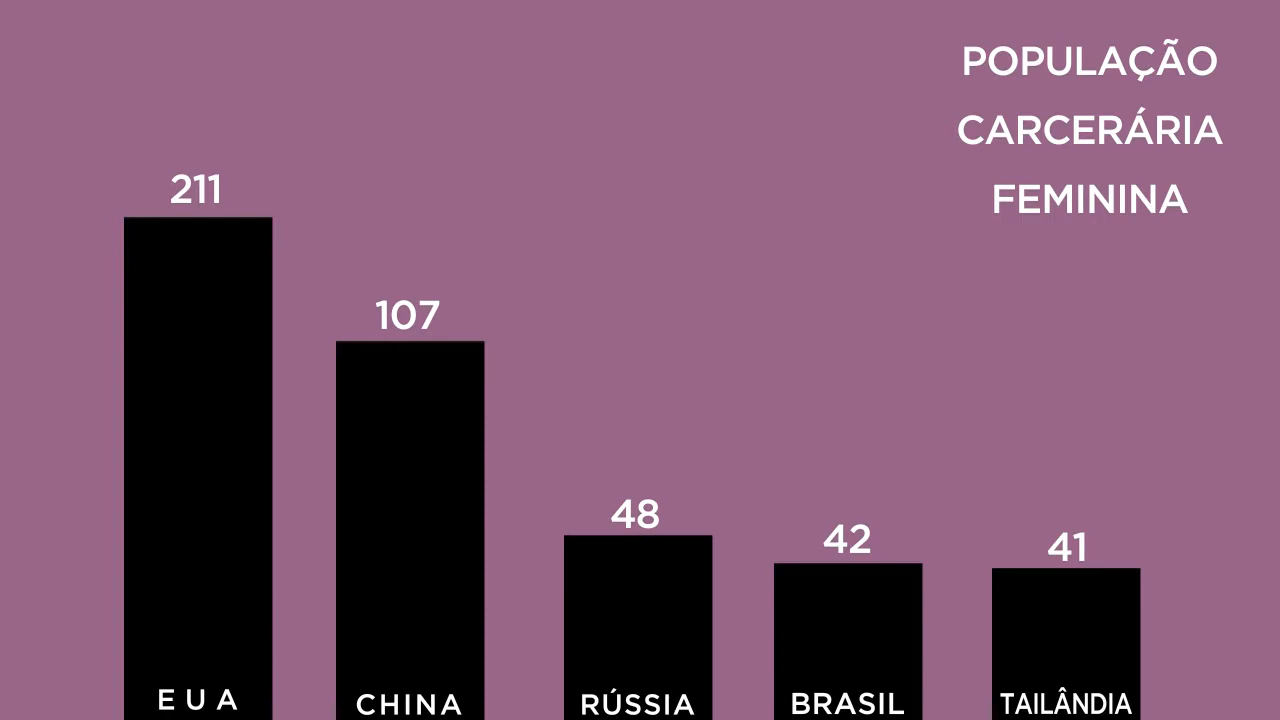 POPULAÇÃO
CARCERÁRIA
FEMININA
211
107
48
42
41
EUA
CHINA
RÚSSIA
BRASIL
TAILÂNDIA